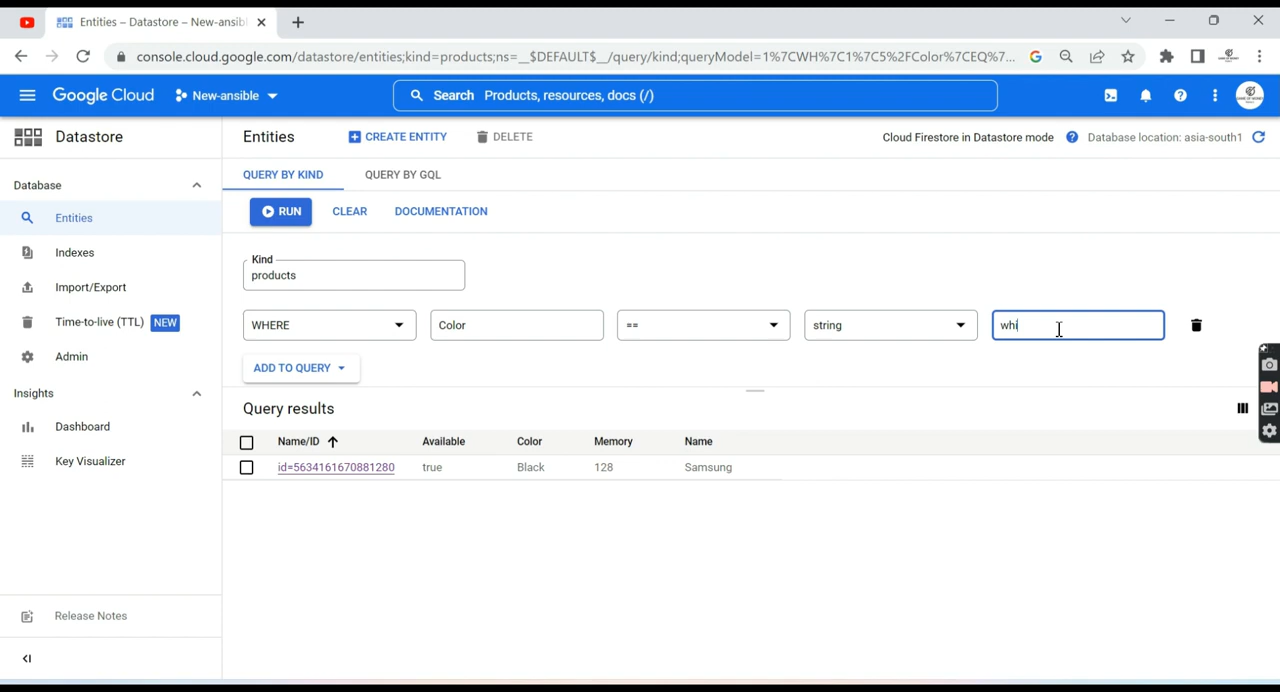 Entities – Datastore – New-ansibl
console.cloud.google.com/datastore/entities;kind=products;ns=__$DEFAULT$__/query/kind;queryModel=1%7CWH%7C1%7C5%2FColor%7CEQ%7...
Google Cloud
New-ansible
Search Products, resources, docs (/)
Datastore
Entities
CREATE ENTITY
DELETE
Cloud Firestore in Datastore mode
Database location: asia-south1
Database
Entities
Indexes
Import/Export
Time-to-live (TTL) NEW
Admin
Insights
Dashboard
Key Visualizer
Release Notes
QUERY BY KIND
QUERY BY GQL
RUN
CLEAR
DOCUMENTATION
Kind
products
WHERE
Color
==
string
whi
ADD TO QUERY
Query results
Name/ID Available Color Memory Name
id=5634161670881280 true Black 128 Samsung